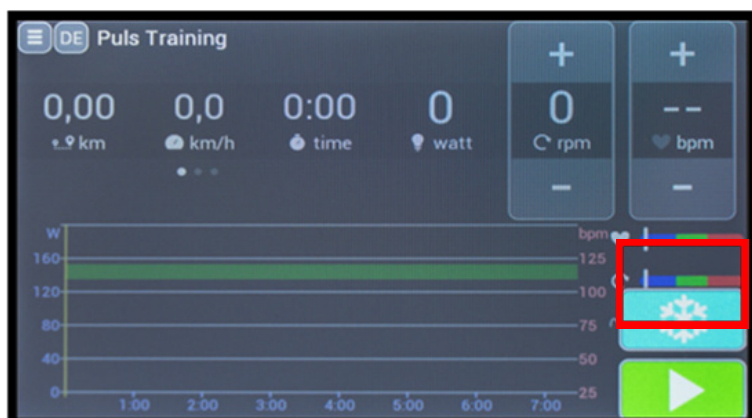 DE Puls Training
+ +
0,00 0,0 0:00 0 0 --
km km/h time watt rpm bpm
- -
W bpm
160 125
120 100
80 75
40 50
0 25
1:00 2:00 3:00 4:00 5:00 6:00 7:00